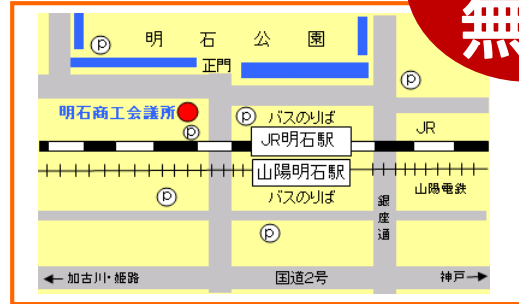 無
Ⓟ 明石公園
正門
Ⓟ
明石商工会議所
Ⓟ
Ⓟ バスのりば
JR明石駅
JR
山陽明石駅
山陽電鉄
Ⓟ
バスのりば
銀座通
Ⓟ
←加古川・姫路
国道2号
神戸→